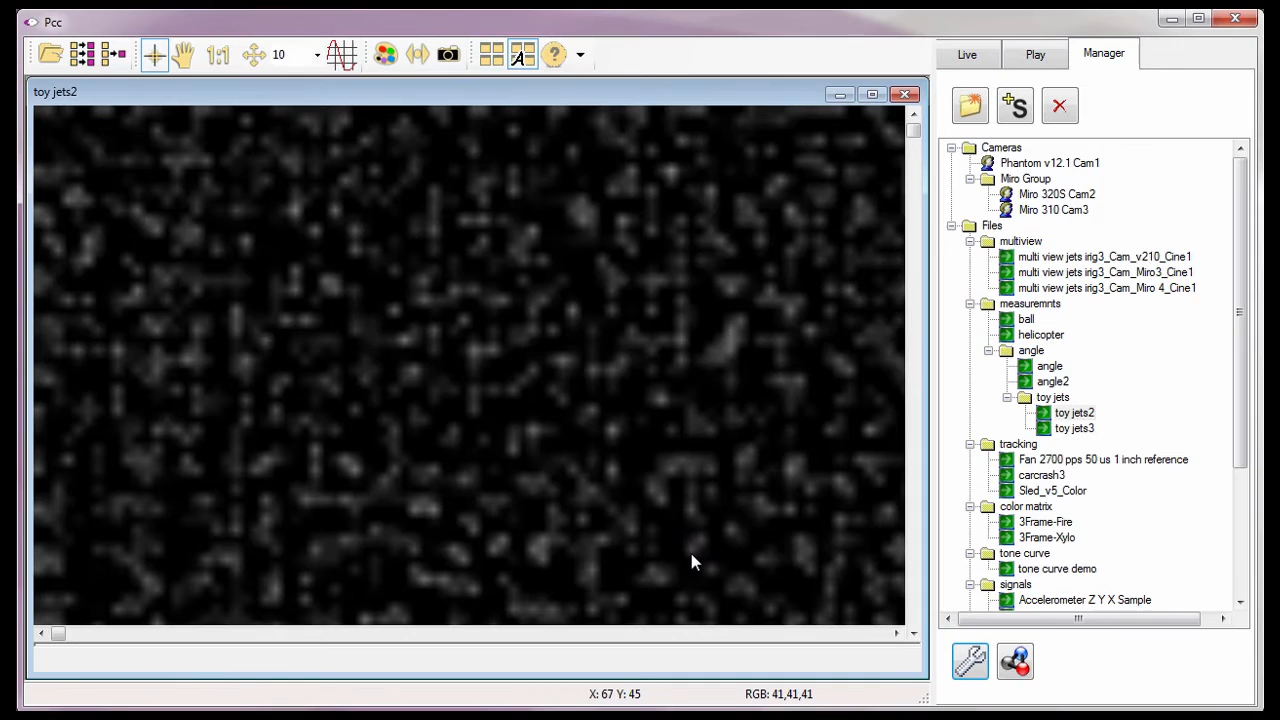 Pcc
1:1
10
A
?
Live
Play
Manager
toy jets2
+S
Cameras
Phantom v12.1 Cam1
Miro Group
Miro 320S Cam2
Miro 310 Cam3
Files
multiview
multi view jets irig3_Cam_v210_Cine1
multi view jets irig3_Cam_Miro3_Cine1
multi view jets irig3_Cam_Miro 4_Cine1
measuremnts
ball
helicopter
angle
angle
angle2
toy jets
toy jets2
toy jets3
tracking
Fan 2700 pps 50 us 1 inch reference
carcrash3
Sled_v5_Color
color matrix
3Frame-Fire
3Frame-Xylo
tone curve
tone curve demo
signals
Accelerometer Z Y X Sample
X: 67 Y: 45
RGB: 41,41,41